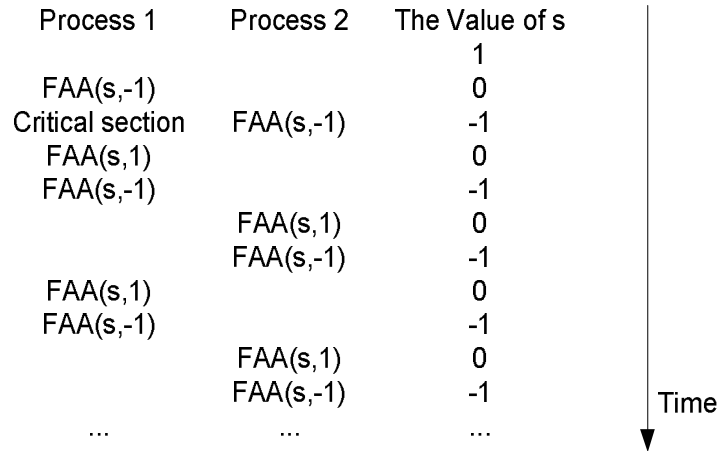 Process 1 Process 2 The Value of s
1
FAA(s,-1) 0
Critical section FAA(s,-1) -1
FAA(s,1) 0
FAA(s,-1) -1
FAA(s,1) 0
FAA(s,-1) -1
FAA(s,1) 0
FAA(s,-1) -1
FAA(s,1) 0
FAA(s,-1) -1
Time
... ... ...